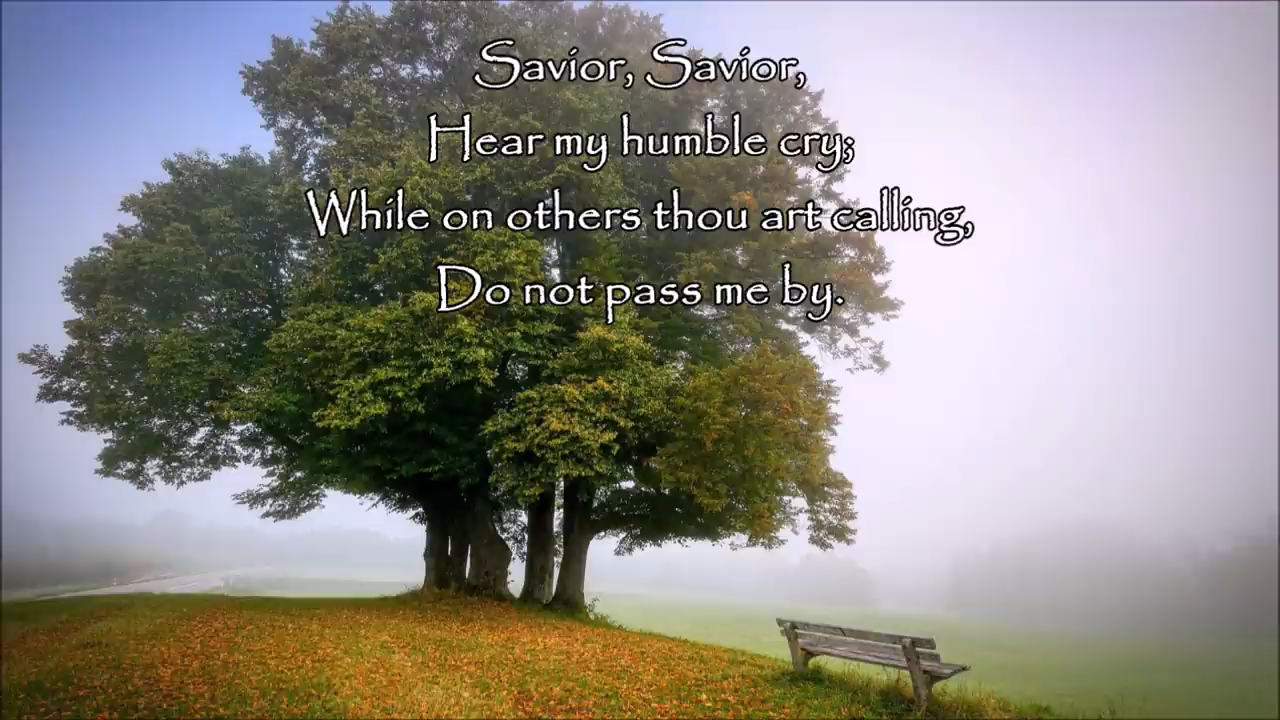 Savior, Savior,
Hear my humble cry;
While on others thou art calling,
Do not pass me by.